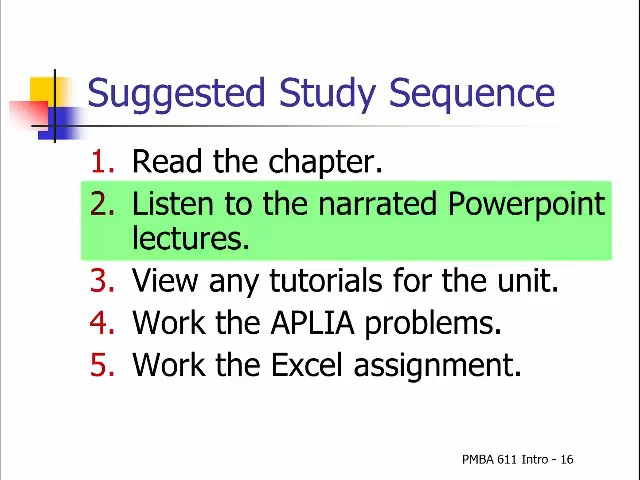 Suggested Study Sequence
1. Read the chapter.
2. Listen to the narrated Powerpoint
lectures.
3. View any tutorials for the unit.
4. Work the APLIA problems.
5. Work the Excel assignment.
PMBA 611 Intro - 16